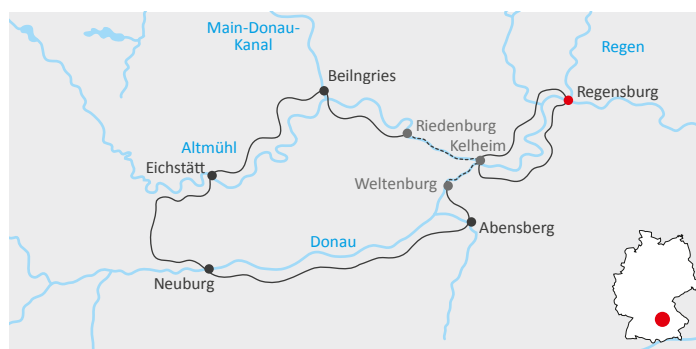 Main-Donau-
Kanal
Regen
Beilngries
Regensburg
Riedenburg
Kelheim
Altmühl
Eichstätt
Weltenburg
Abensberg
Donau
Neuburg